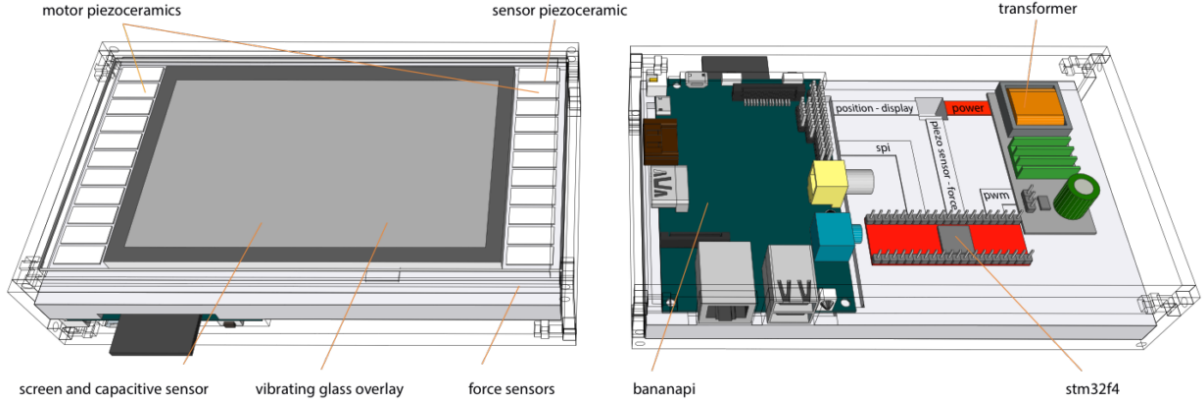 motor piezoceramics
sensor piezoceramic
transformer
position - display
power
spi
piezo sensor - force
pwm
screen and capacitive sensor
vibrating glass overlay
force sensors
bananapi
stm32f4